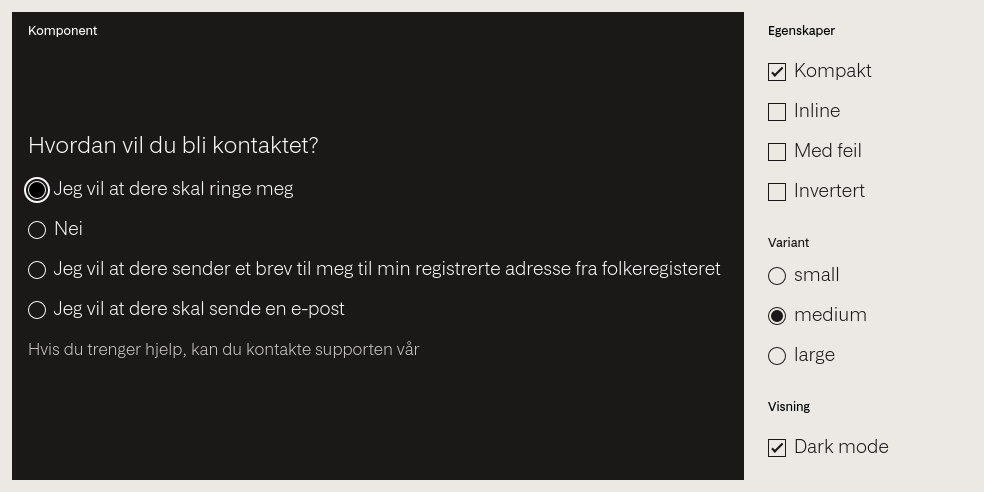 Komponent
Hvordan vil du bli kontaktet?
Jeg vil at dere skal ringe meg
Nei
Jeg vil at dere sender et brev til meg til min registrerte adresse fra folkeregisteret
Jeg vil at dere skal sende en e-post
Hvis du trenger hjelp, kan du kontakte supporten vår
Egenskaper
Kompakt
Inline
Med feil
Invertert
Variant
small
medium
large
Visning
Dark mode